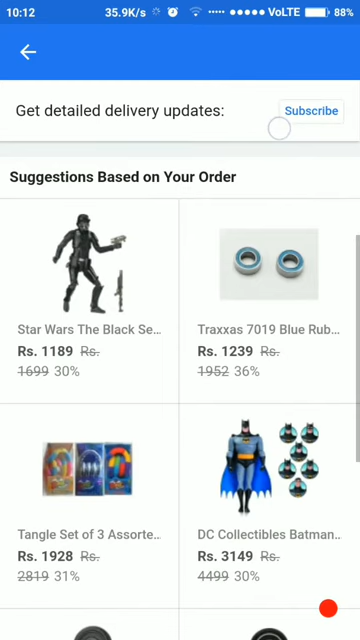 10:12 35.9K/s VoLTE 88%
Get detailed delivery updates: Subscribe
Suggestions Based on Your Order
Star Wars The Black Se...
Rs. 1189 Rs.
1699 30%
Traxxas 7019 Blue Rub...
Rs. 1239 Rs.
1952 36%
Tangle Set of 3 Assorte...
Rs. 1928 Rs.
2819 31%
DC Collectibles Batman...
Rs. 3149 Rs.
4499 30%